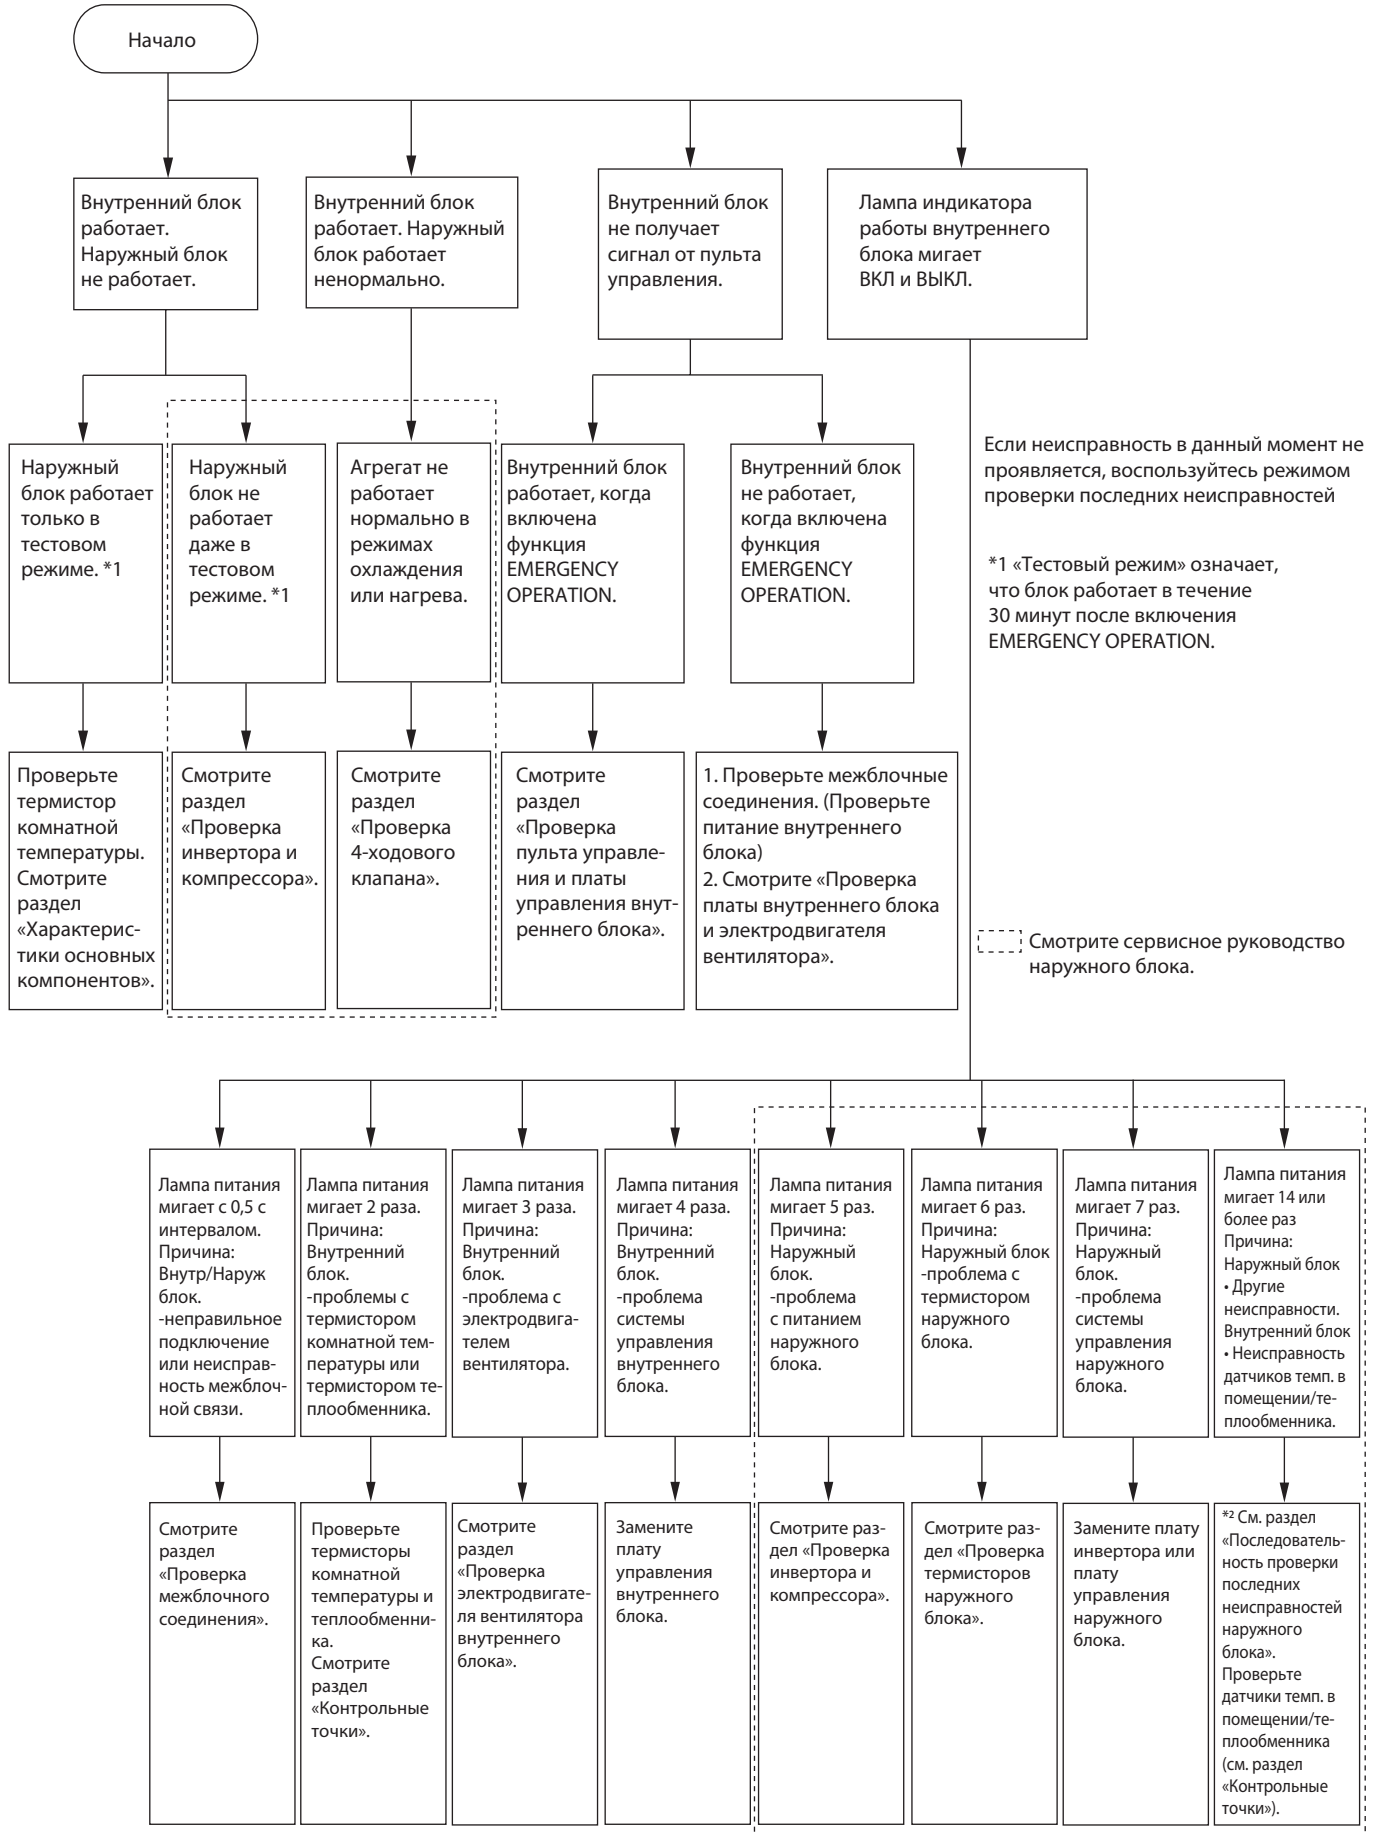 Начало
Внутренний блок
работает.
Наружный блок
не работает.
Внутренний блок
работает. Наружный
блок работает
ненормально.
Внутренний блок
не получает
сигнал от пульта
управления.
Лампа индикатора
работы внутреннего
блока мигает
ВКЛ и ВЫКЛ.
Наружный
блок работает
только в
тестовом
режиме. *1
Наружный
блок не
работает
даже в
тестовом
режиме. *1
Агрегат не
работает
нормально в
режимах
охлаждения
или нагрева.
Внутренний блок
работает, когда
включена
функция
EMERGENCY
OPERATION.
Внутренний блок
не работает,
когда включена
функция
EMERGENCY
OPERATION.
Если неисправность в данный момент не
проявляется, воспользуйтесь режимом
проверки последних неисправностей
*1 «Тестовый режим» означает,
что блок работает в течение
30 минут после включения
EMERGENCY OPERATION.
Проверьте
термистор
комнатной
температуры.
Смотрите
раздел
«Характерис-
тики основных
компонентов».
Смотрите
раздел
«Проверка
инвертора и
компрессора».
Смотрите
раздел
«Проверка
4-ходового
клапана».
Смотрите
раздел
«Проверка
пульта управле-
ния и платы
управления внут-
реннего блока».
1. Проверьте межблочные
соединения. (Проверьте
питание внутреннего
блока)
2. Смотрите «Проверка
платы внутреннего блока
и электродвигателя
вентилятора».
Смотрите сервисное руководство
наружного блока.
Лампа питания
мигает с 0,5 с
интервалом.
Причина:
Внутр/Наруж
блок.
-неправильное
подключение
или неисправ-
ность межблоч-
ной связи.
Лампа питания
мигает 2 раза.
Причина:
Внутренний
блок.
-проблемы с
термистором
комнатной тем-
пературы или
термистором те-
плообменника.
Лампа питания
мигает 3 раза.
Причина:
Внутренний
блок.
-проблема с
электродвига-
телем
вентилятора.
Лампа питания
мигает 4 раза.
Причина:
Внутренний
блок.
-проблема
системы
управления
внутреннего
блока.
Лампа питания
мигает 5 раз.
Причина:
Наружный
блок.
-проблема
с питанием
наружного
блока.
Лампа питания
мигает 6 раз.
Причина:
Наружный блок
-проблема с
термистором
наружного
блока.
Лампа питания
мигает 7 раз.
Причина:
Наружный
блок.
-проблема
системы
управления
наружного
блока.
Лампа питания
мигает 14 или
более раз
Причина:
Наружный блок
• Другие
неисправности.
Внутренний блок
• Неисправность
датчиков темп. в
помещении/те-
плообменника.
Смотрите
раздел
«Проверка
межблочного
соединения».
Проверьте
термисторы
комнатной
температуры и
теплообменни-
ка.
Смотрите
раздел
«Контрольные
точки».
Смотрите
раздел
«Проверка
электродвигате-
ля вентилятора
внутреннего
блока».
Замените
плату
управления
внутреннего
блока.
Смотрите раз-
дел «Проверка
инвертора и
компрессора».
Смотрите раз-
дел «Проверка
термисторов
наружного
блока».
Замените плату
инвертора или
плату
управления
наружного
блока.
*² См. раздел
«Последователь-
ность проверки
последних
неисправностей
наружного
блока».
Проверьте
датчики темп. в
помещении/те-
плообменника
(см. раздел
«Контрольные
точки»).